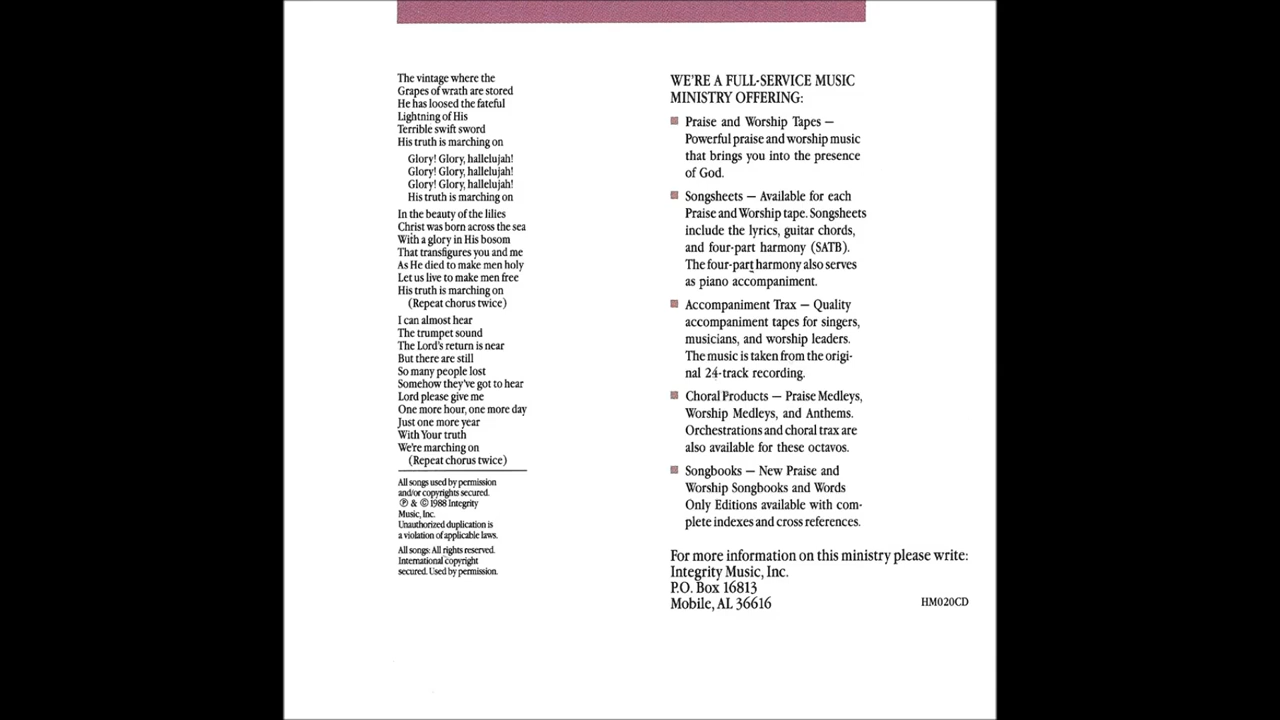 The vintage where the
Grapes of wrath are stored
He has loosed the fateful
Lightning of His
Terrible swift sword
His truth is marching on
Glory! Glory, hallelujah!
Glory! Glory, hallelujah!
Glory! Glory, hallelujah!
His truth is marching on
In the beauty of the lilies
Christ was born across the sea
With a glory in His bosom
That transfigures you and me
As He died to make men holy
Let us live to make men free
His truth is marching on
(Repeat chorus twice)
I can almost hear
The trumpet sound
The Lord's return is near
But there are still
So many people lost
Somehow they've got to hear
Lord please give me
One more hour, one more day
Just one more year
With Your truth
We're marching on
(Repeat chorus twice)
All songs used by permission
and/or copyrights secured.
℗ & © 1988 Integrity
Music, Inc.
Unauthorized duplication is
a violation of applicable laws.
All songs: All rights reserved.
International copyright
secured. Used by permission.
WE'RE A FULL-SERVICE MUSIC
MINISTRY OFFERING:
Praise and Worship Tapes —
Powerful praise and worship music
that brings you into the presence
of God.
Songsheets — Available for each
Praise and Worship tape. Songsheets
include the lyrics, guitar chords,
and four-part harmony (SATB).
The four-part harmony also serves
as piano accompaniment.
Accompaniment Trax — Quality
accompaniment tapes for singers,
musicians, and worship leaders.
The music is taken from the origi-
nal 24-track recording.
Choral Products — Praise Medleys,
Worship Medleys, and Anthems.
Orchestrations and choral trax are
also available for these octavos.
Songbooks — New Praise and
Worship Songbooks and Words
Only Editions available with com-
plete indexes and cross references.
For more information on this ministry please write:
Integrity Music, Inc.
P.O. Box 16813
Mobile, AL 36616
HM020CD